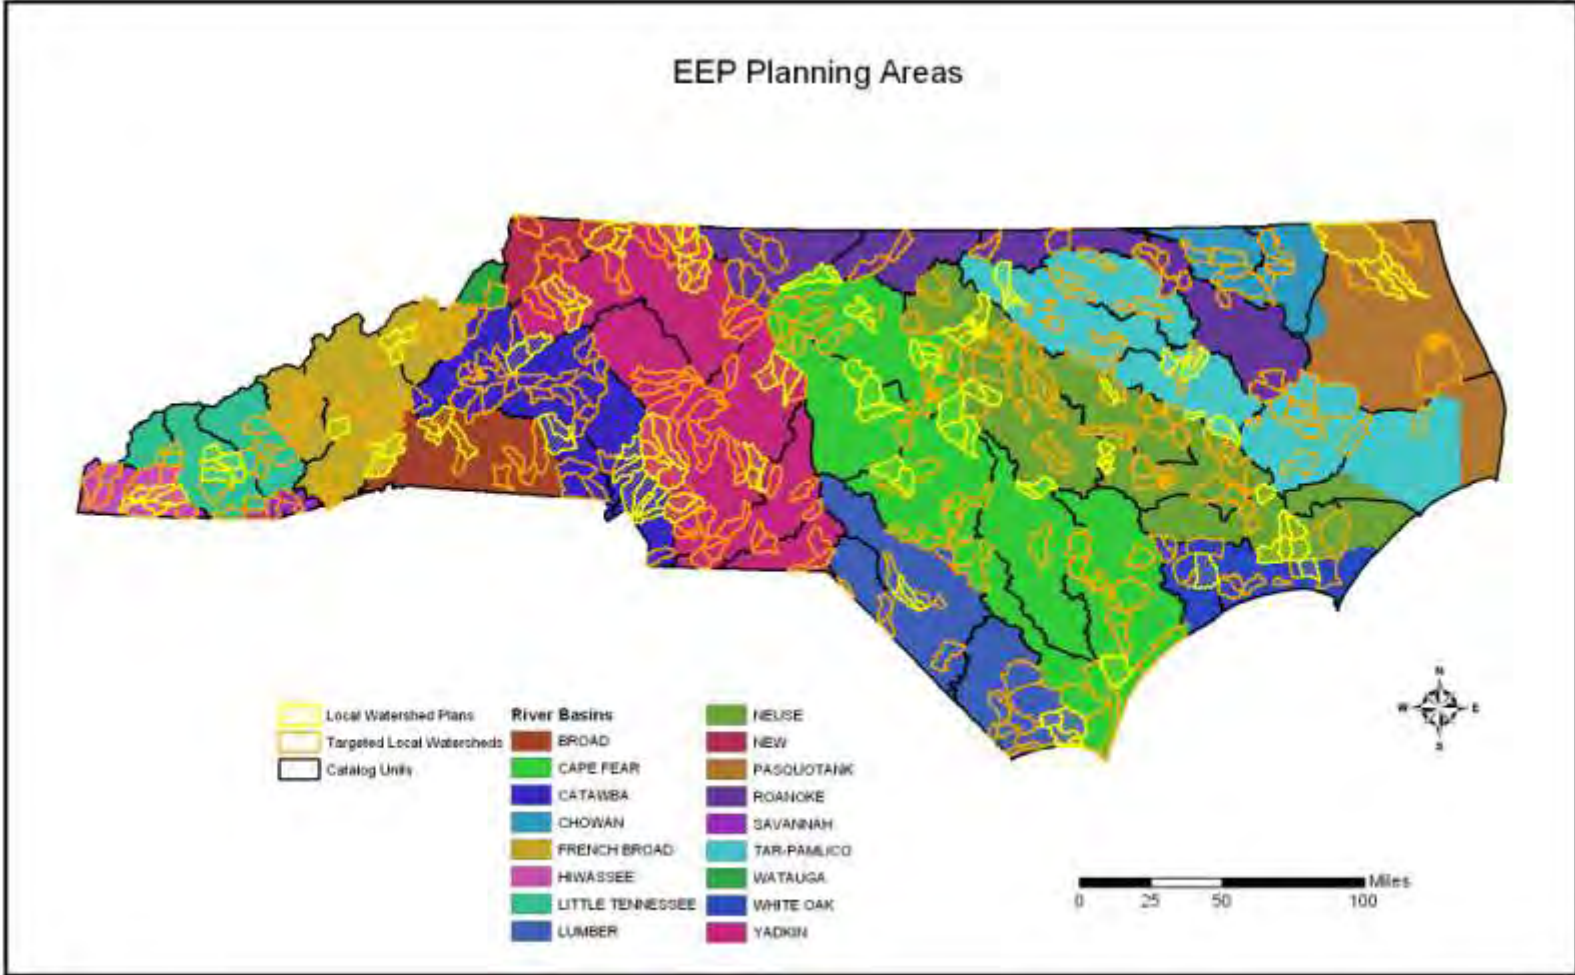 EEP Planning Areas
Local Watershed Plans
Targeted Local Watersheds
Catalog Units
River Basins
BROAD
CAPE FEAR
CATAWBA
CHOWAN
FRENCH BROAD
HIWASSEE
LITTLE TENNESSEE
LUMBER
NEUSE
NEW
PASQUOTANK
ROANOKE
SAVANNAH
TAR-PAMLICO
WATAUGA
WHITE OAK
YADKIN
N
W E
S
Miles
0 25 50 100